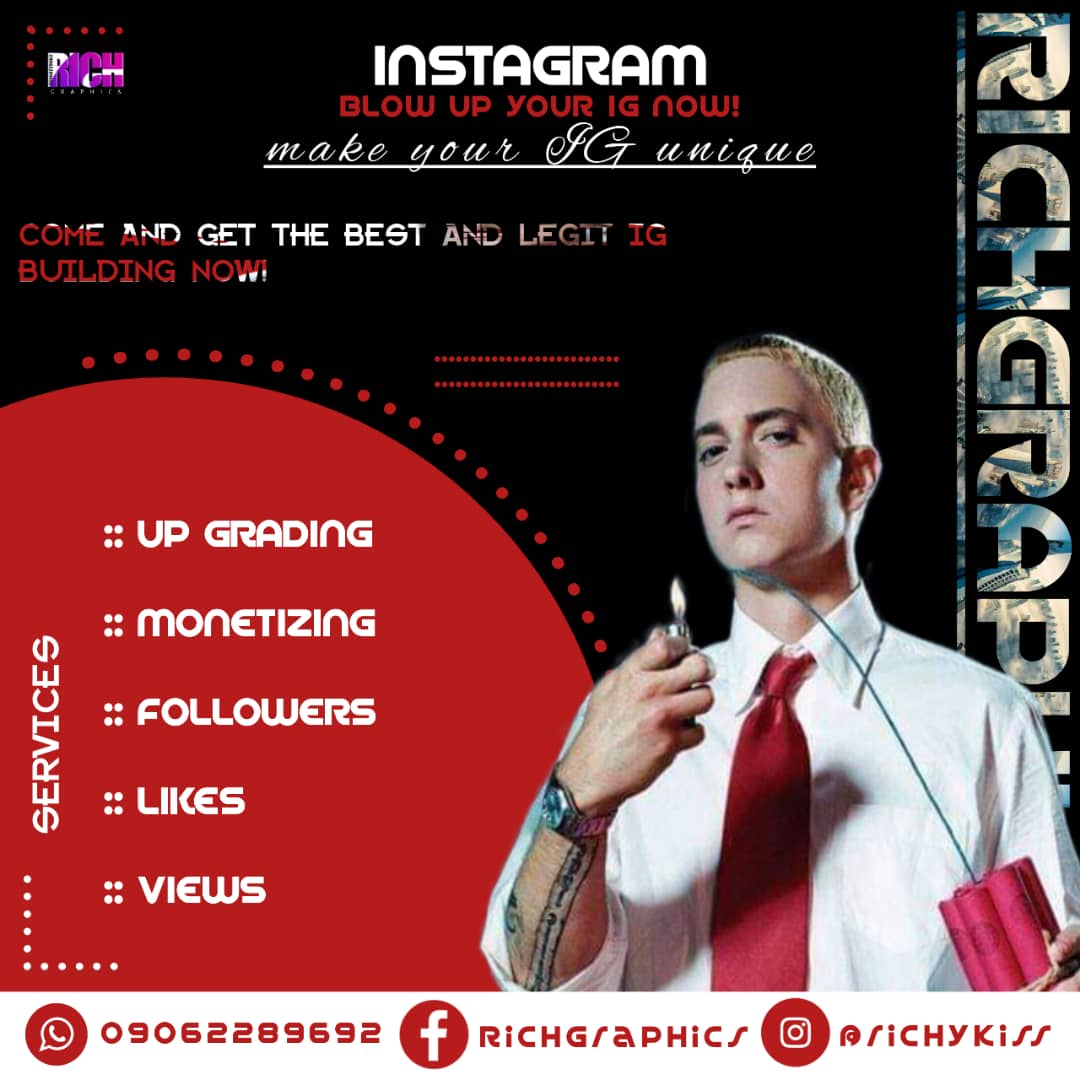 RICH
GRAPHICS
INSTAGRAM
BLOW UP YOUR IG NOW!
make your IG unique
COME AND GET THE BEST AND LEGIT IG
BUILDING NOW!
RICHGRAPH
SERVICES
:: UP GRADING
:: MONETIZING
:: FOLLOWERS
:: LIKES
:: VIEWS
09062289692
RICHGRAPHICS
@RICHYKISS